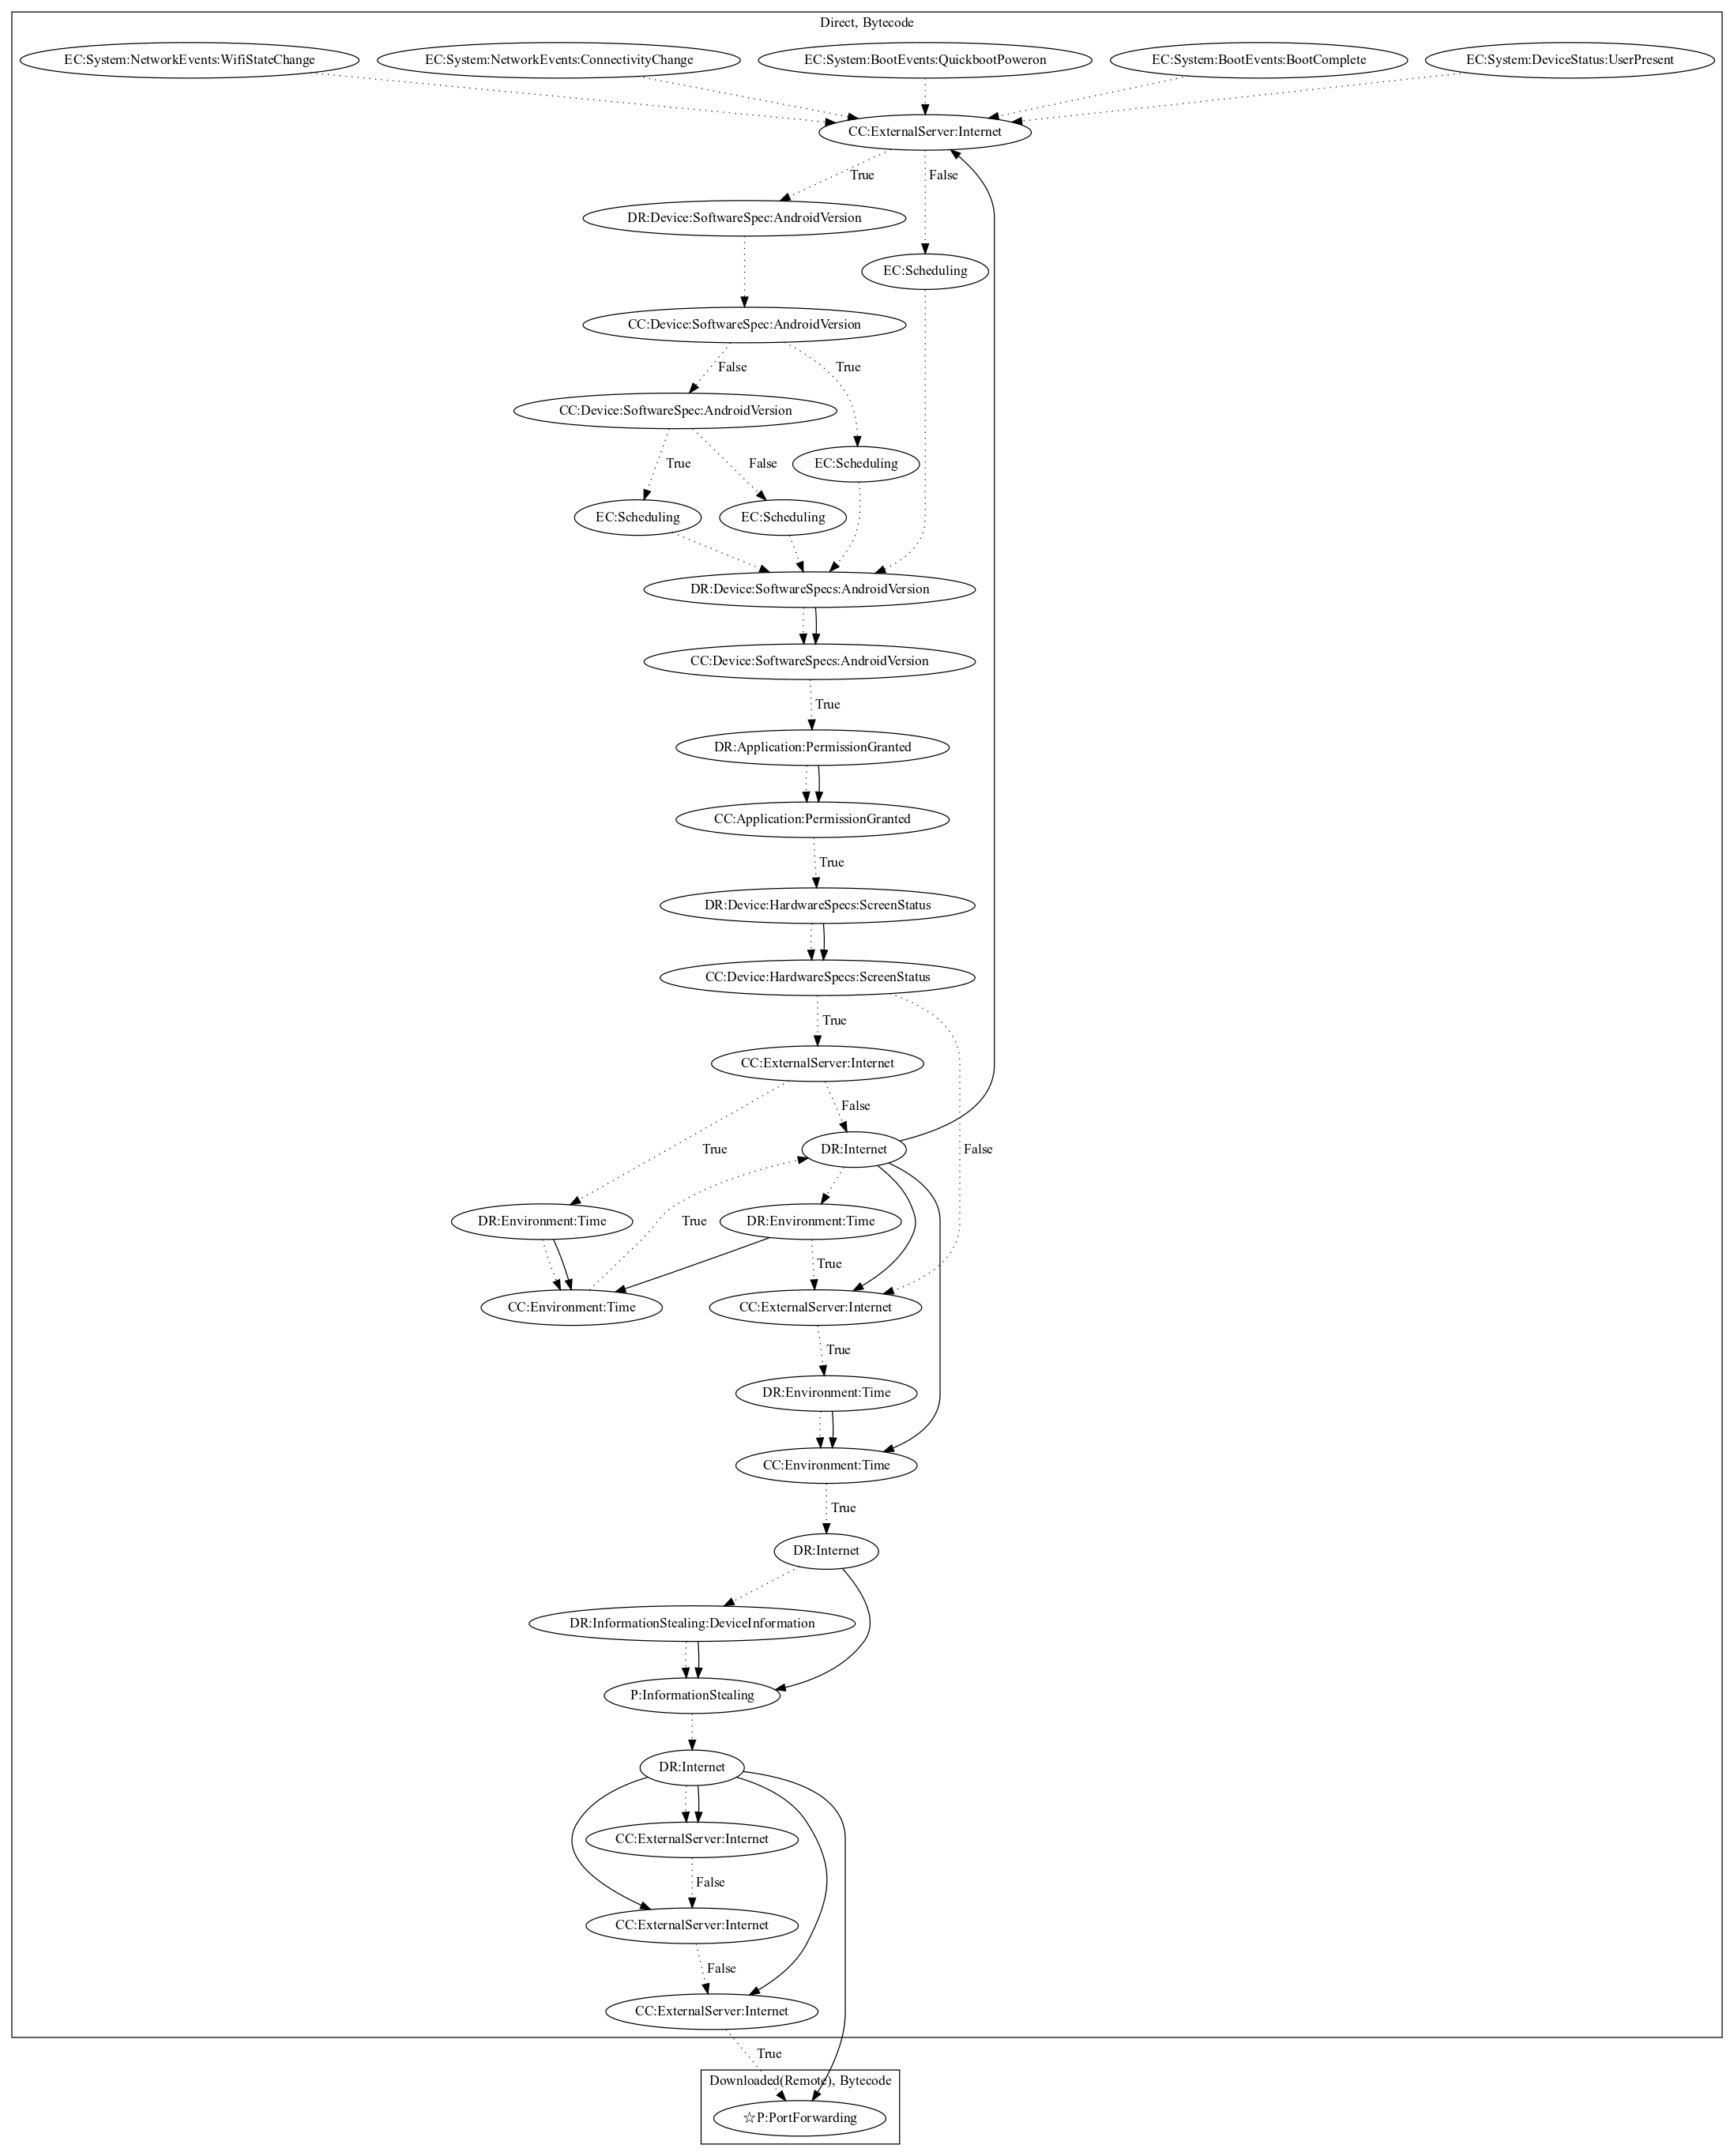 Direct, Bytecode
EC:System:NetworkEvents:WifiStateChange
EC:System:NetworkEvents:ConnectivityChange
EC:System:BootEvents:QuickbootPoweron
EC:System:BootEvents:BootComplete
EC:System:DeviceStatus:UserPresent
CC:ExternalServer:Internet
True
False
DR:Device:SoftwareSpec:AndroidVersion
EC:Scheduling
CC:Device:SoftwareSpec:AndroidVersion
False
True
CC:Device:SoftwareSpec:AndroidVersion
True
False
EC:Scheduling
EC:Scheduling
EC:Scheduling
DR:Device:SoftwareSpecs:AndroidVersion
CC:Device:SoftwareSpecs:AndroidVersion
True
DR:Application:PermissionGranted
CC:Application:PermissionGranted
True
DR:Device:HardwareSpecs:ScreenStatus
CC:Device:HardwareSpecs:ScreenStatus
True
CC:ExternalServer:Internet
False
True
DR:Internet
False
DR:Environment:Time
True
DR:Environment:Time
True
CC:Environment:Time
CC:ExternalServer:Internet
True
DR:Environment:Time
CC:Environment:Time
True
DR:Internet
DR:InformationStealing:DeviceInformation
P:InformationStealing
DR:Internet
CC:ExternalServer:Internet
False
CC:ExternalServer:Internet
False
CC:ExternalServer:Internet
True
Downloaded(Remote), Bytecode
☆P:PortForwarding